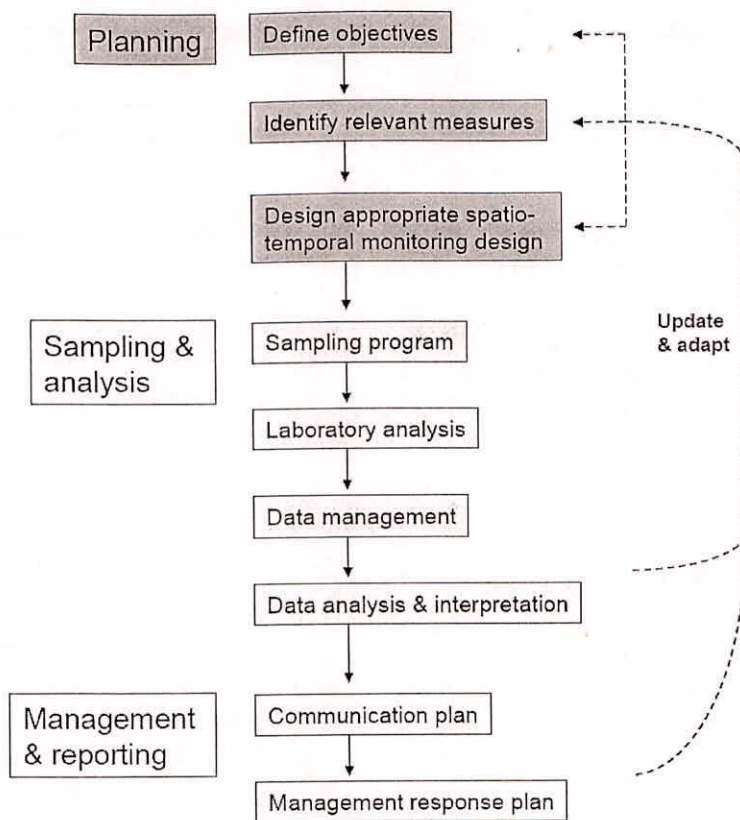 Planning
Define objectives
Identify relevant measures
Design appropriate spatio-
temporal monitoring design
Sampling &
analysis
Sampling program
Update
& adapt
Laboratory analysis
Data management
Data analysis & interpretation
Management
& reporting
Communication plan
Management response plan